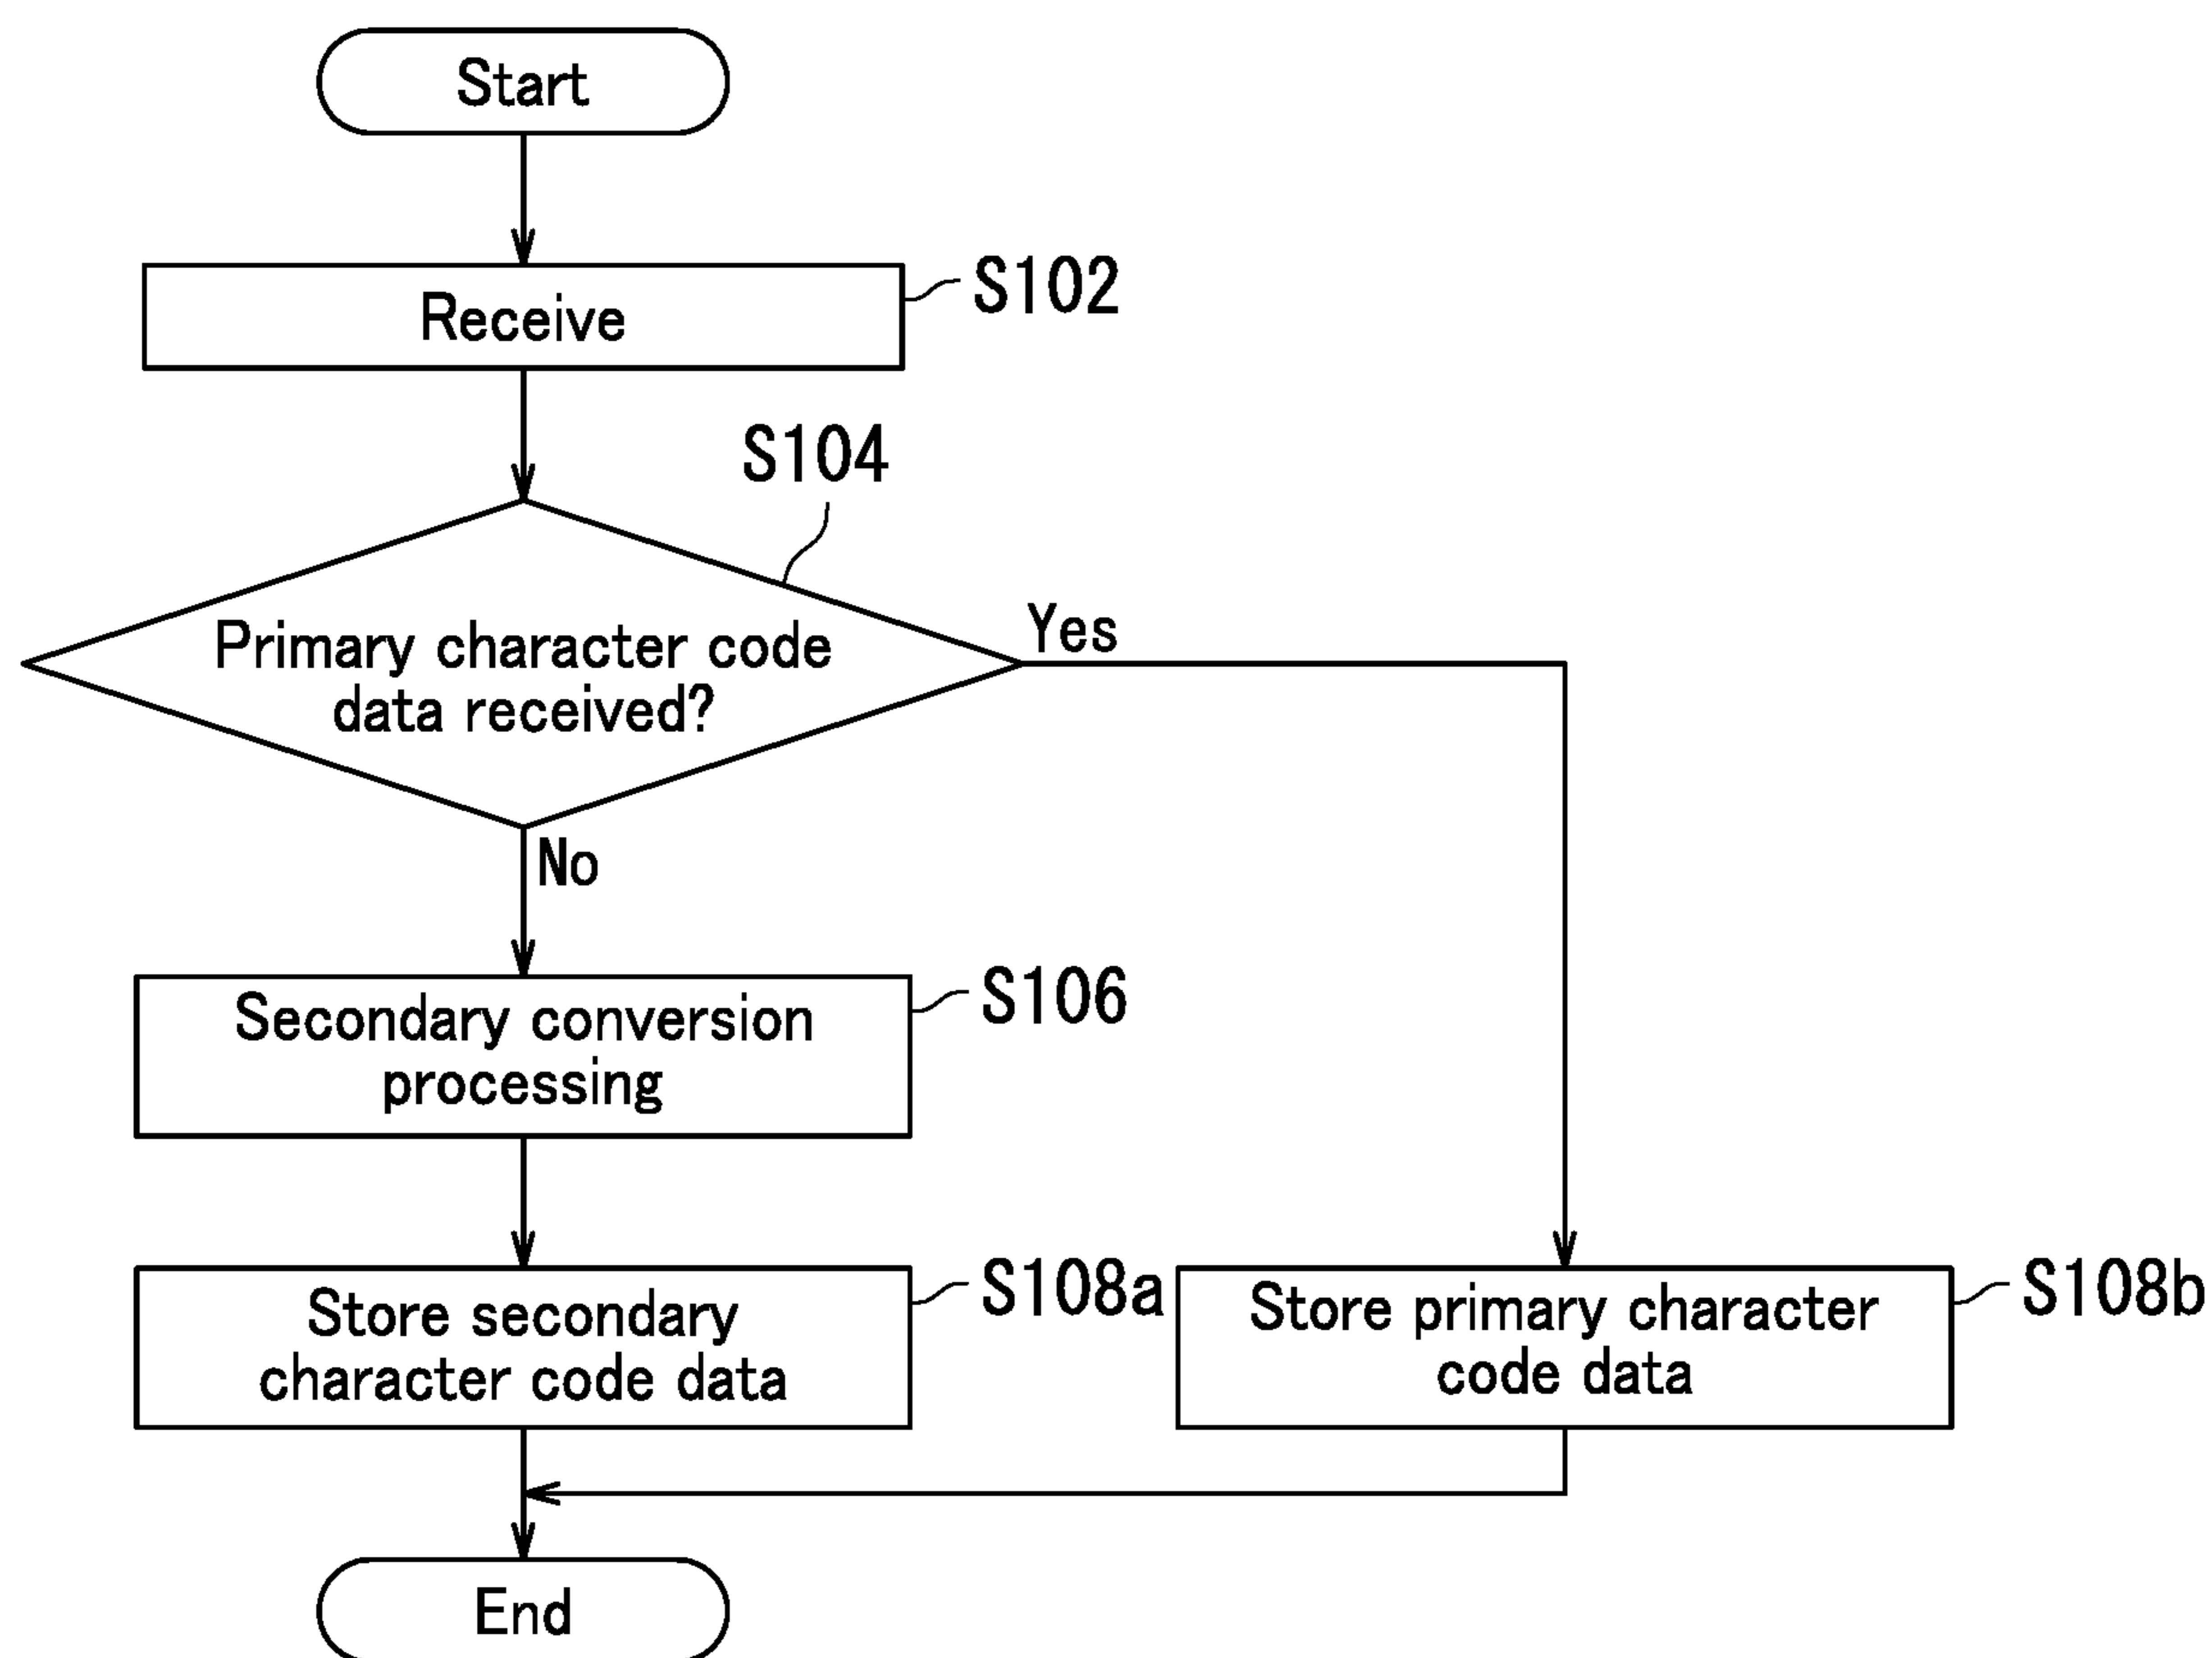 Start
Receive
S102
S104
Primary character code
data received?
Yes
No
Secondary conversion
processing
S106
Store secondary
character code data
S108a
Store primary character
code data
S108b
End